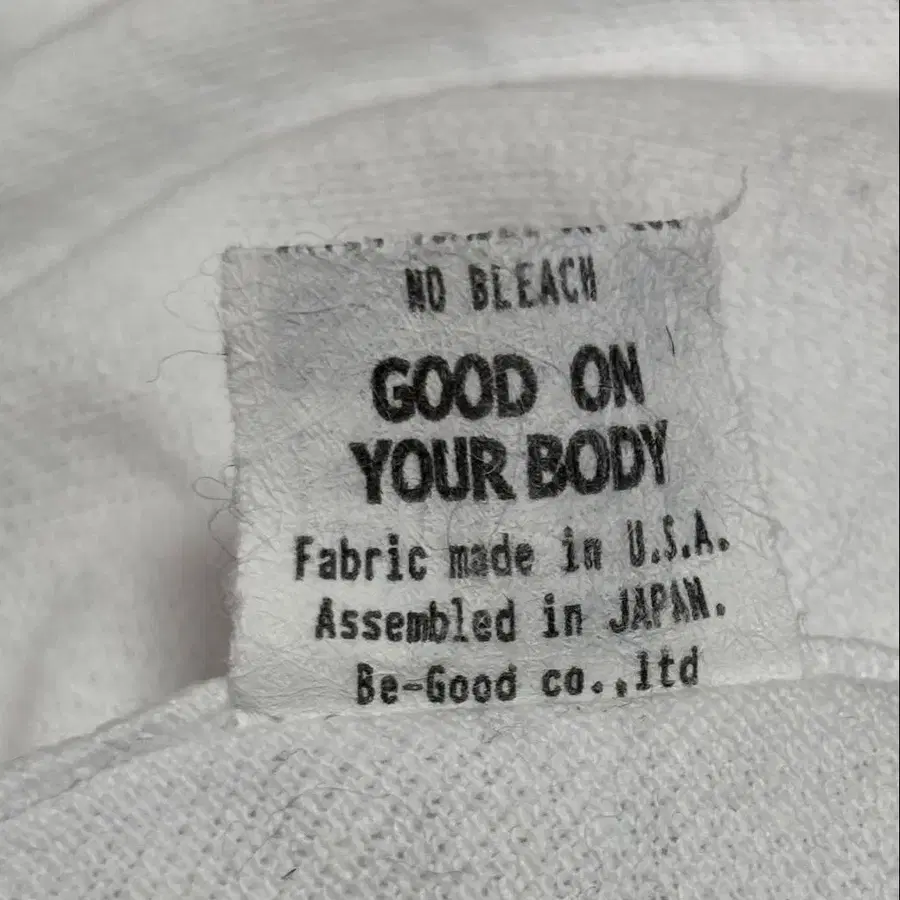 NO BLEACH
GOOD ON
YOUR BODY
Fabric made in U.S.A.
Assembled in JAPAN.
Be-Good co.,ltd